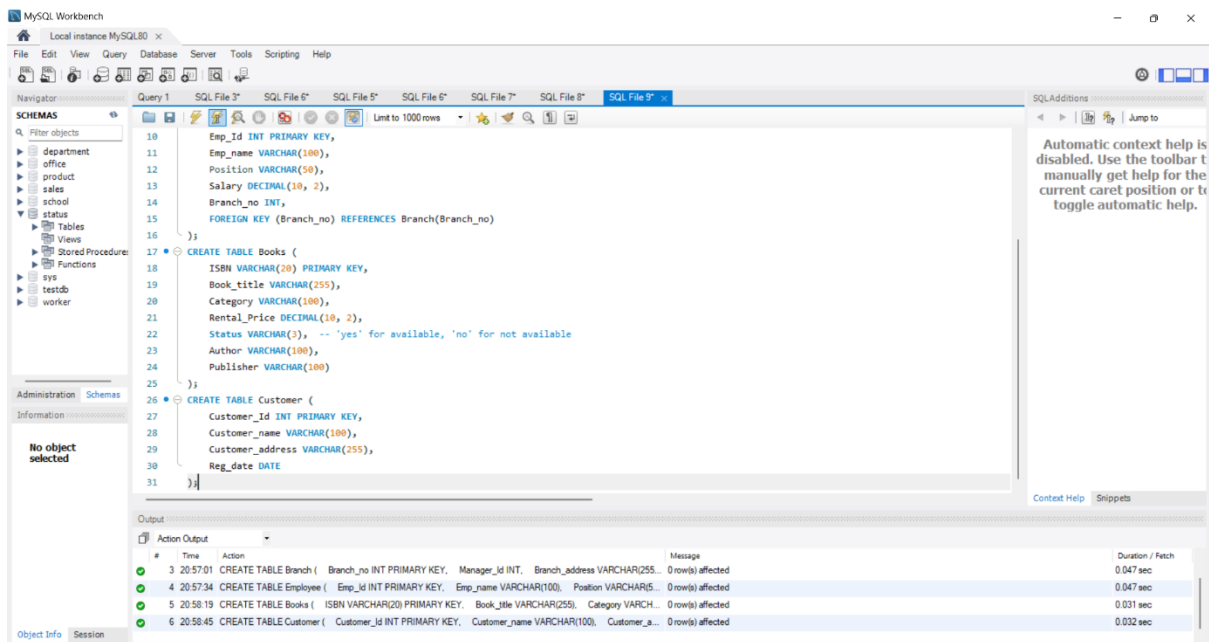 MySQL Workbench
Local instance MySQL80
File Edit View Query Database Server Tools Scripting Help
Navigator
SCHEMAS
Filter objects
department
office
product
sales
school
status
Tables
Views
Stored Procedures
Functions
sys
testdb
worker
Administration Schemas
Information
No object
selected
Object Info Session
Query 1 SQL File 3* SQL File 6* SQL File 5* SQL File 6* SQL File 7* SQL File 8* SQL File 9*
Limit to 1000 rows
10 Emp_Id INT PRIMARY KEY,
11 Emp_name VARCHAR(100),
12 Position VARCHAR(50),
13 Salary DECIMAL(10, 2),
14 Branch_no INT,
15 FOREIGN KEY (Branch_no) REFERENCES Branch(Branch_no)
16 );
17 CREATE TABLE Books (
18 ISBN VARCHAR(20) PRIMARY KEY,
19 Book_title VARCHAR(255),
20 Category VARCHAR(100),
21 Rental_Price DECIMAL(10, 2),
22 Status VARCHAR(3), -- 'yes' for available, 'no' for not available
23 Author VARCHAR(100),
24 Publisher VARCHAR(100)
25 );
26 CREATE TABLE Customer (
27 Customer_Id INT PRIMARY KEY,
28 Customer_name VARCHAR(100),
29 Customer_address VARCHAR(255),
30 Reg_date DATE
31 );
Output
Action Output
# Time Action Message Duration / Fetch
3 20:57:01 CREATE TABLE Branch ( Branch_no INT PRIMARY KEY, Manager_Id INT, Branch_address VARCHAR(255... 0 row(s) affected 0.047 sec
4 20:57:34 CREATE TABLE Employee ( Emp_Id INT PRIMARY KEY, Emp_name VARCHAR(100), Position VARCHAR(5... 0 row(s) affected 0.047 sec
5 20:58:19 CREATE TABLE Books ( ISBN VARCHAR(20) PRIMARY KEY, Book_title VARCHAR(255), Category VARCH... 0 row(s) affected 0.031 sec
6 20:58:45 CREATE TABLE Customer ( Customer_Id INT PRIMARY KEY, Customer_name VARCHAR(100), Customer_a... 0 row(s) affected 0.032 sec
SQLAdditions
Jump to
Automatic context help is
disabled. Use the toolbar t
manually get help for the
current caret position or to
toggle automatic help.
Context Help Snippets